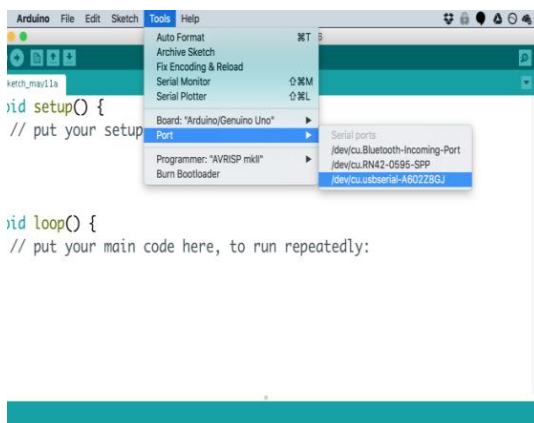 Arduino File Edit Sketch Tools Help
Auto Format ⌘T
Archive Sketch
Fix Encoding & Reload
Serial Monitor ⇧⌘M
Serial Plotter ⇧⌘L
Board: "Arduino/Genuino Uno"
Port
Programmer: "AVRISP mkII"
Burn Bootloader
Serial ports
/dev/cu.Bluetooth-Incoming-Port
/dev/cu.RN42-0595-SPP
/dev/cu.usbserial-A602Z8GJ
ketch_may11a
oid setup() {
// put your setup
oid loop() {
// put your main code here, to run repeatedly: